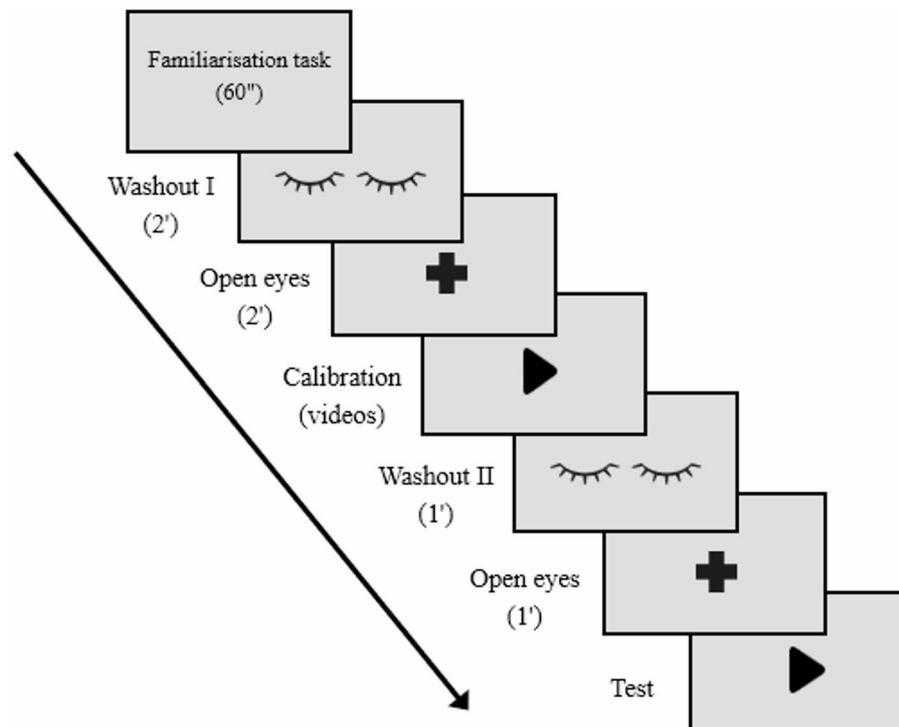 Familiarisation task
(60")
Washout I
(2')
Open eyes
(2')
Calibration
(videos)
Washout II
(1')
Open eyes
(1')
Test